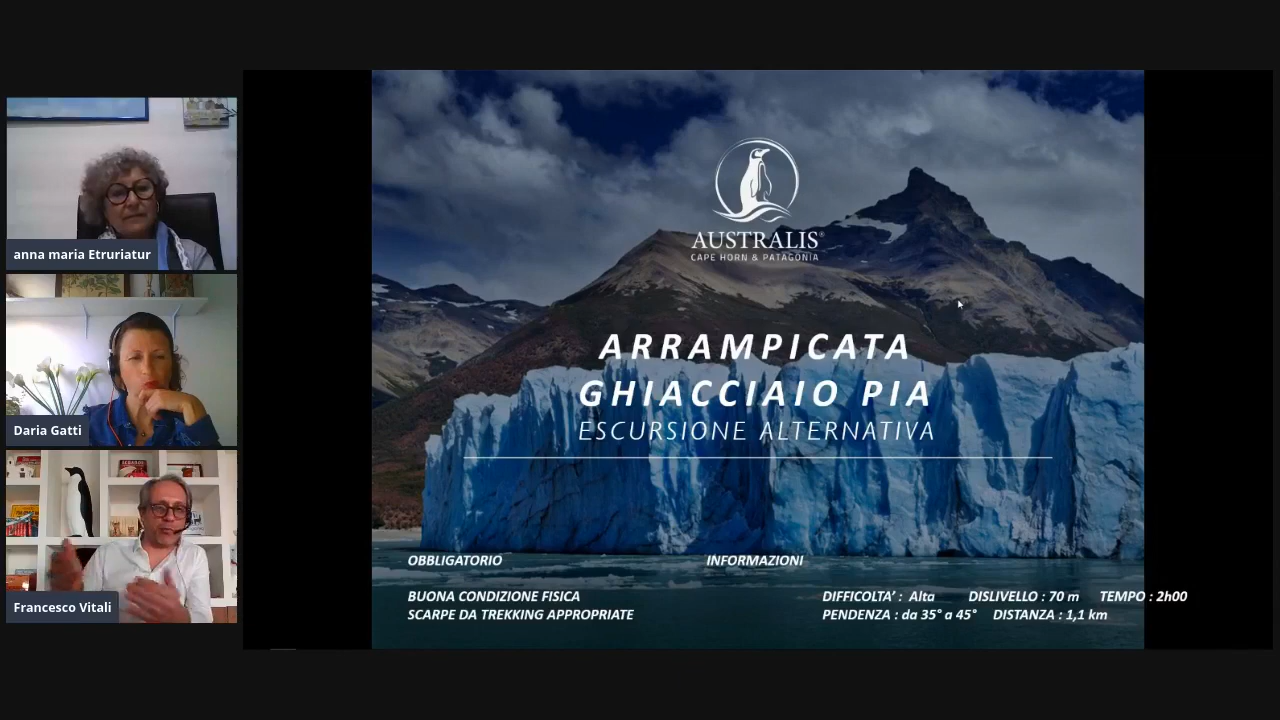 anna maria Etruriatur
Daria Gatti
Francesco Vitali
AUSTRALIS®
CAPE HORN & PATAGONIA
ARRAMPICATA
GHIACCIAIO PIA
ESCURSIONE ALTERNATIVA
OBBLIGATORIO
INFORMAZIONI
BUONA CONDIZIONE FISICA
SCARPE DA TREKKING APPROPRIATE
DIFFICOLTA' : Alta DISLIVELLO : 70 m TEMPO : 2h00
PENDENZA : da 35° a 45° DISTANZA : 1,1 km